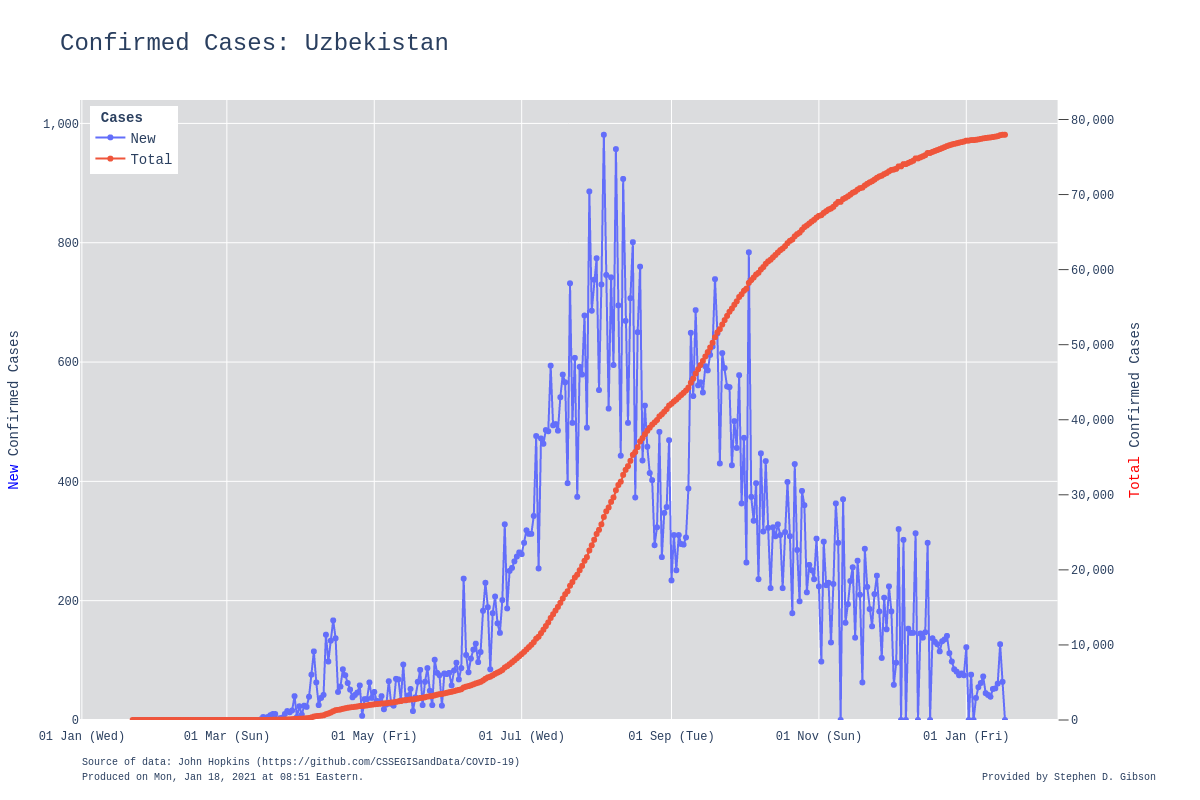 Confirmed Cases: Uzbekistan
Cases
New
Total
1,000
800
600
400
200
0
80,000
70,000
60,000
50,000
40,000
30,000
20,000
10,000
0
New Confirmed Cases
Total Confirmed Cases
01 Jan (Wed) 01 Mar (Sun) 01 May (Fri) 01 Jul (Wed) 01 Sep (Tue) 01 Nov (Sun) 01 Jan (Fri)
Source of data: John Hopkins (https://github.com/CSSEGISandData/COVID-19)
Produced on Mon, Jan 18, 2021 at 08:51 Eastern.
Provided by Stephen D. Gibson